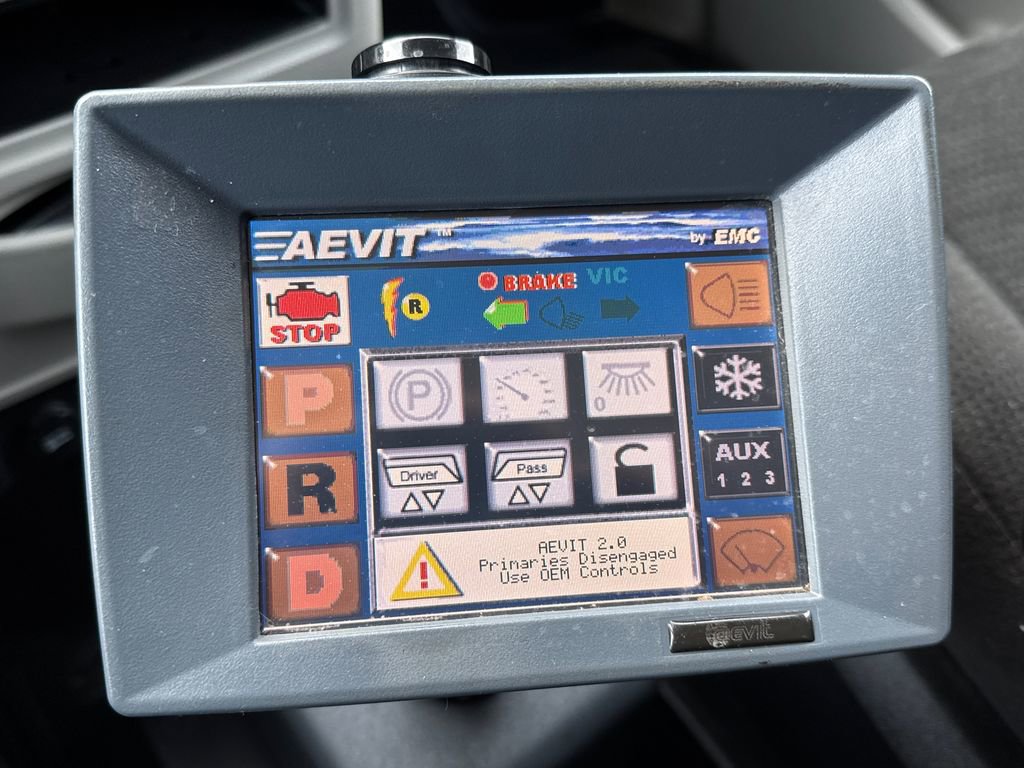 AEVIT™
by EMC
STOP
R
BRAKE VIC
P
P
0
R
Driver
Pass
AUX
1 2 3
D
AEVIT 2.0
Primaries Disengaged
Use OEM Controls
aevit